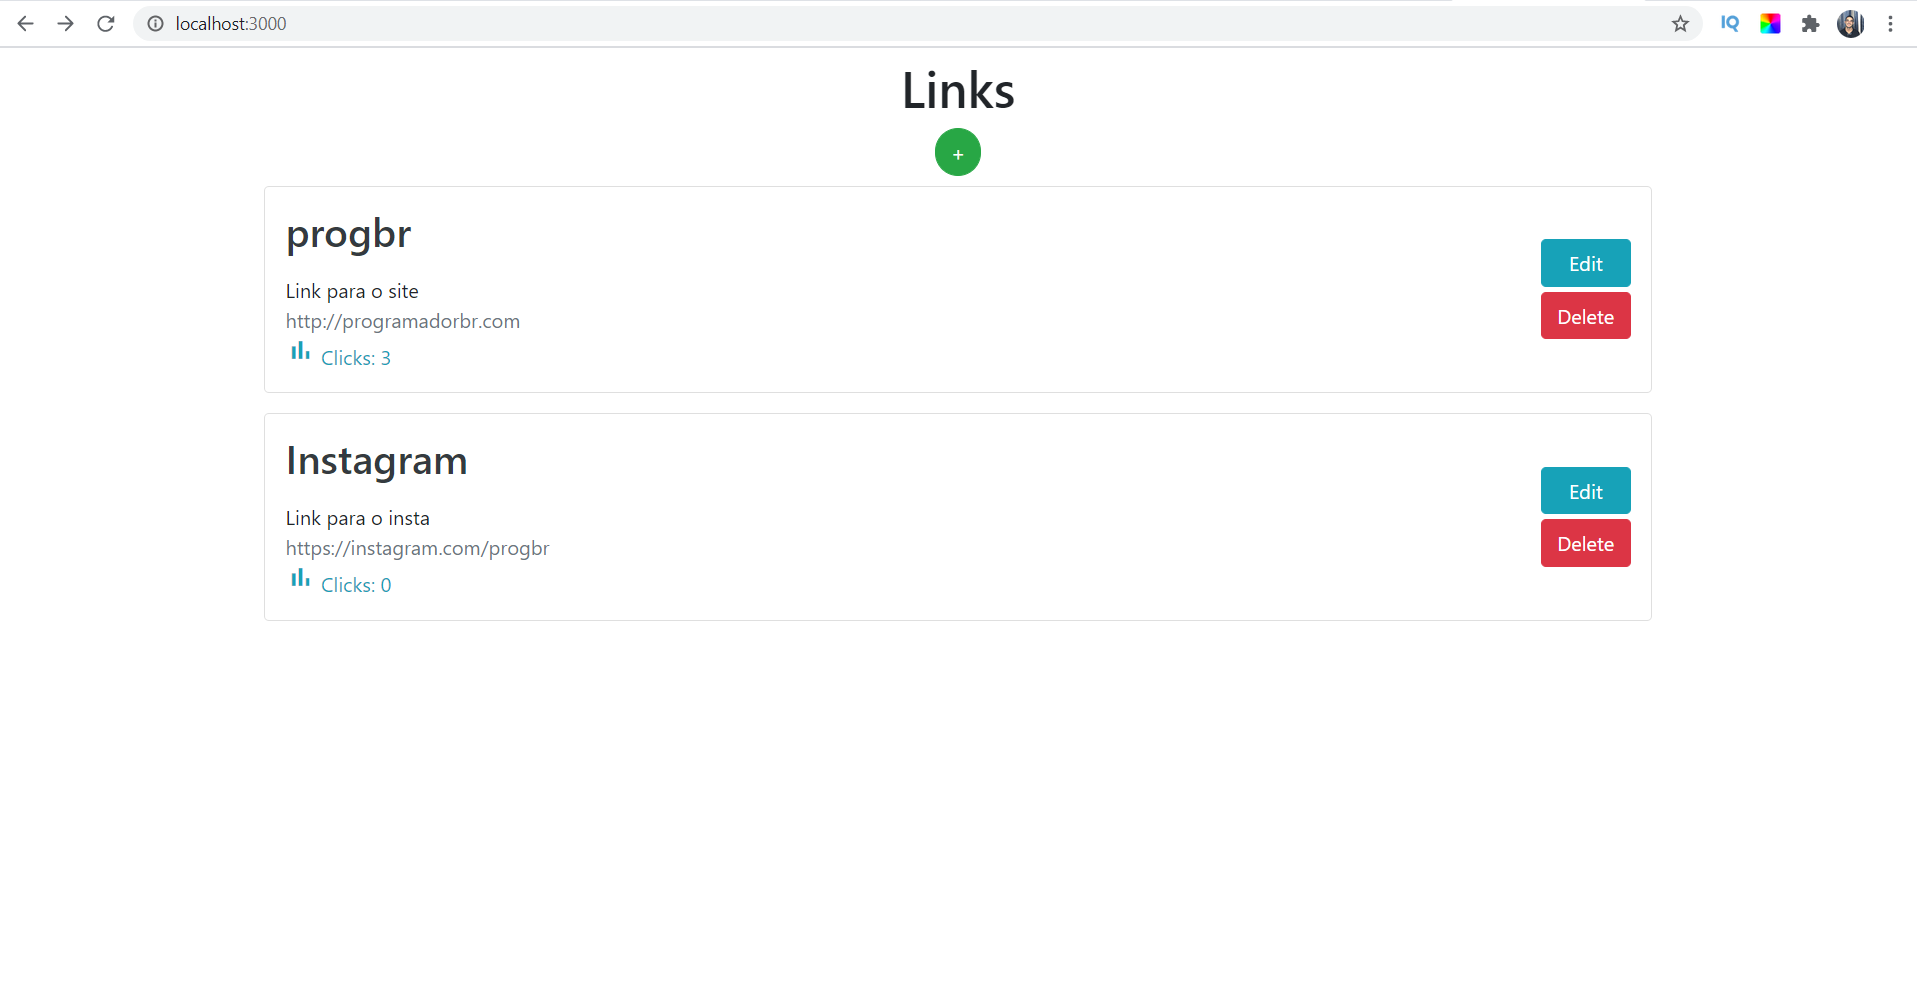 localhost:3000
IQ
Links
+
progbr
Link para o site
http://programadorbr.com
Clicks: 3
Edit
Delete
Instagram
Link para o insta
https://instagram.com/progbr
Clicks: 0
Edit
Delete